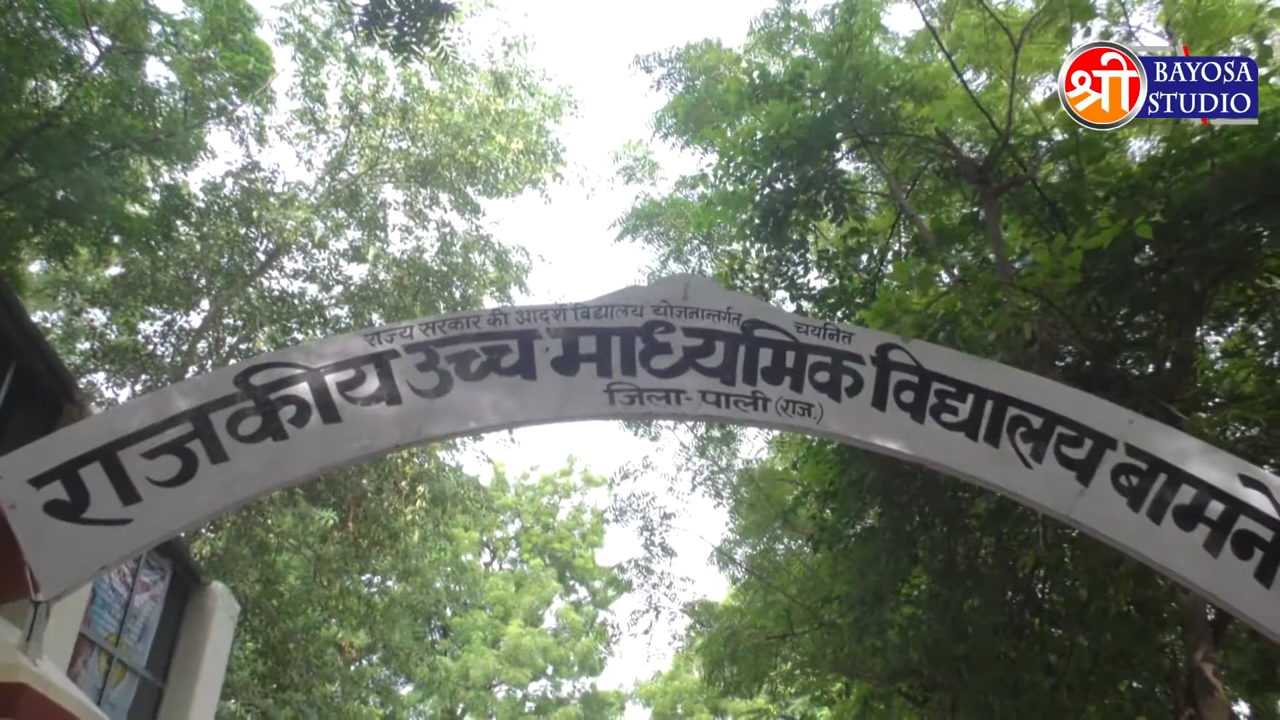 श्री
BAYOSA
STUDIO
राज्य सरकार की आदर्श विद्यालय योजनान्तर्गत चयनित
राजकीय उच्च माध्यमिक विद्यालय बामने
जिला-पाली (राज.)